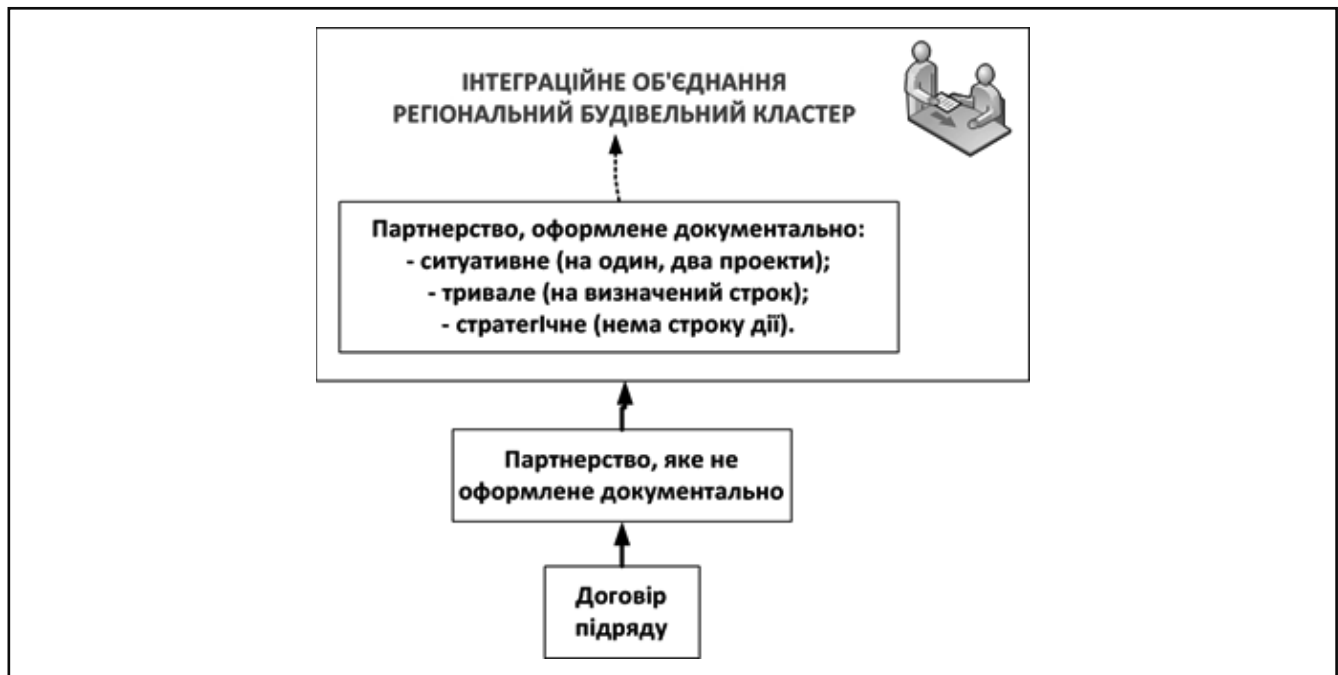 ІНТЕГРАЦІЙНЕ ОБ'ЄДНАННЯ
РЕГІОНАЛЬНИЙ БУДІВЕЛЬНИЙ КЛАСТЕР
Партнерство, оформлене документально:
- ситуативне (на один, два проекти);
- тривале (на визначений строк);
- стратегІчне (нема строку дії).
Партнерство, яке не
оформлене документально
Договір
підряду